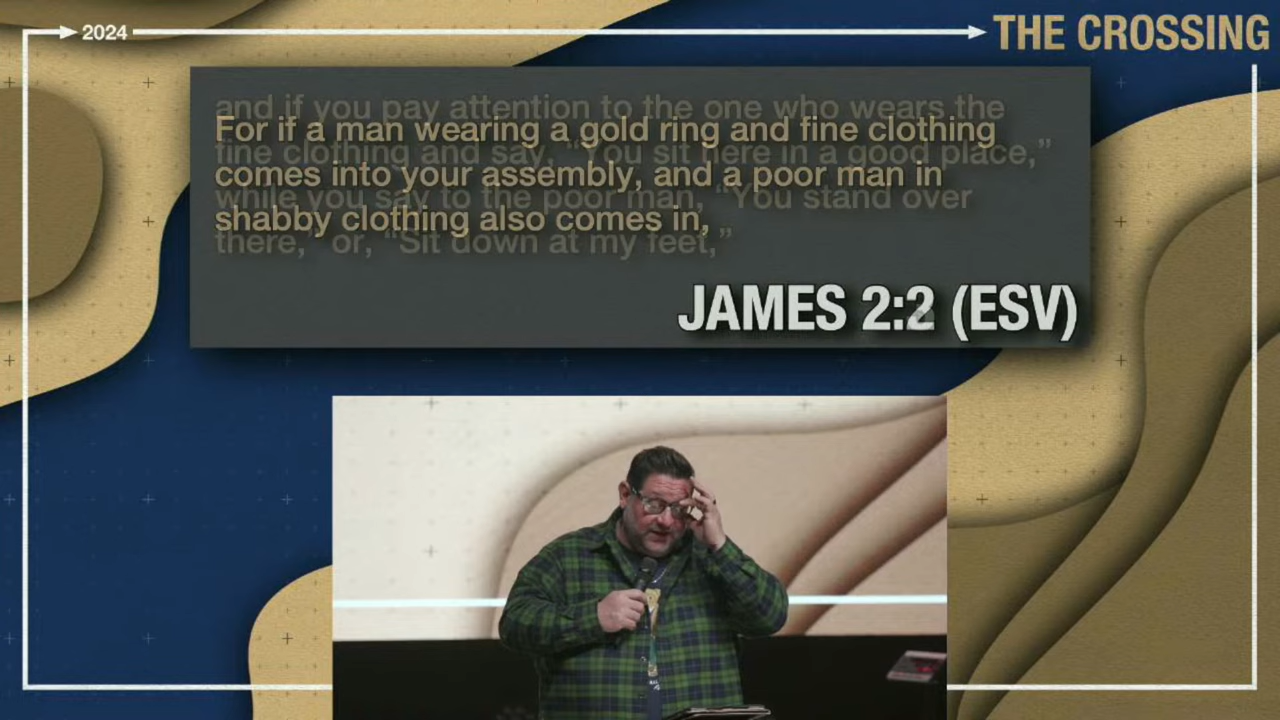 2024
THE CROSSING
and if you pay attention to the one who wears the
For if a man wearing a gold ring and fine clothing
fine clothing and say, “You sit here in a good place,”
comes into your assembly, and a poor man in
while you say to the poor man, “You stand over
shabby clothing also comes in,
there,” or, “Sit down at my feet,”
JAMES 2:2 (ESV)